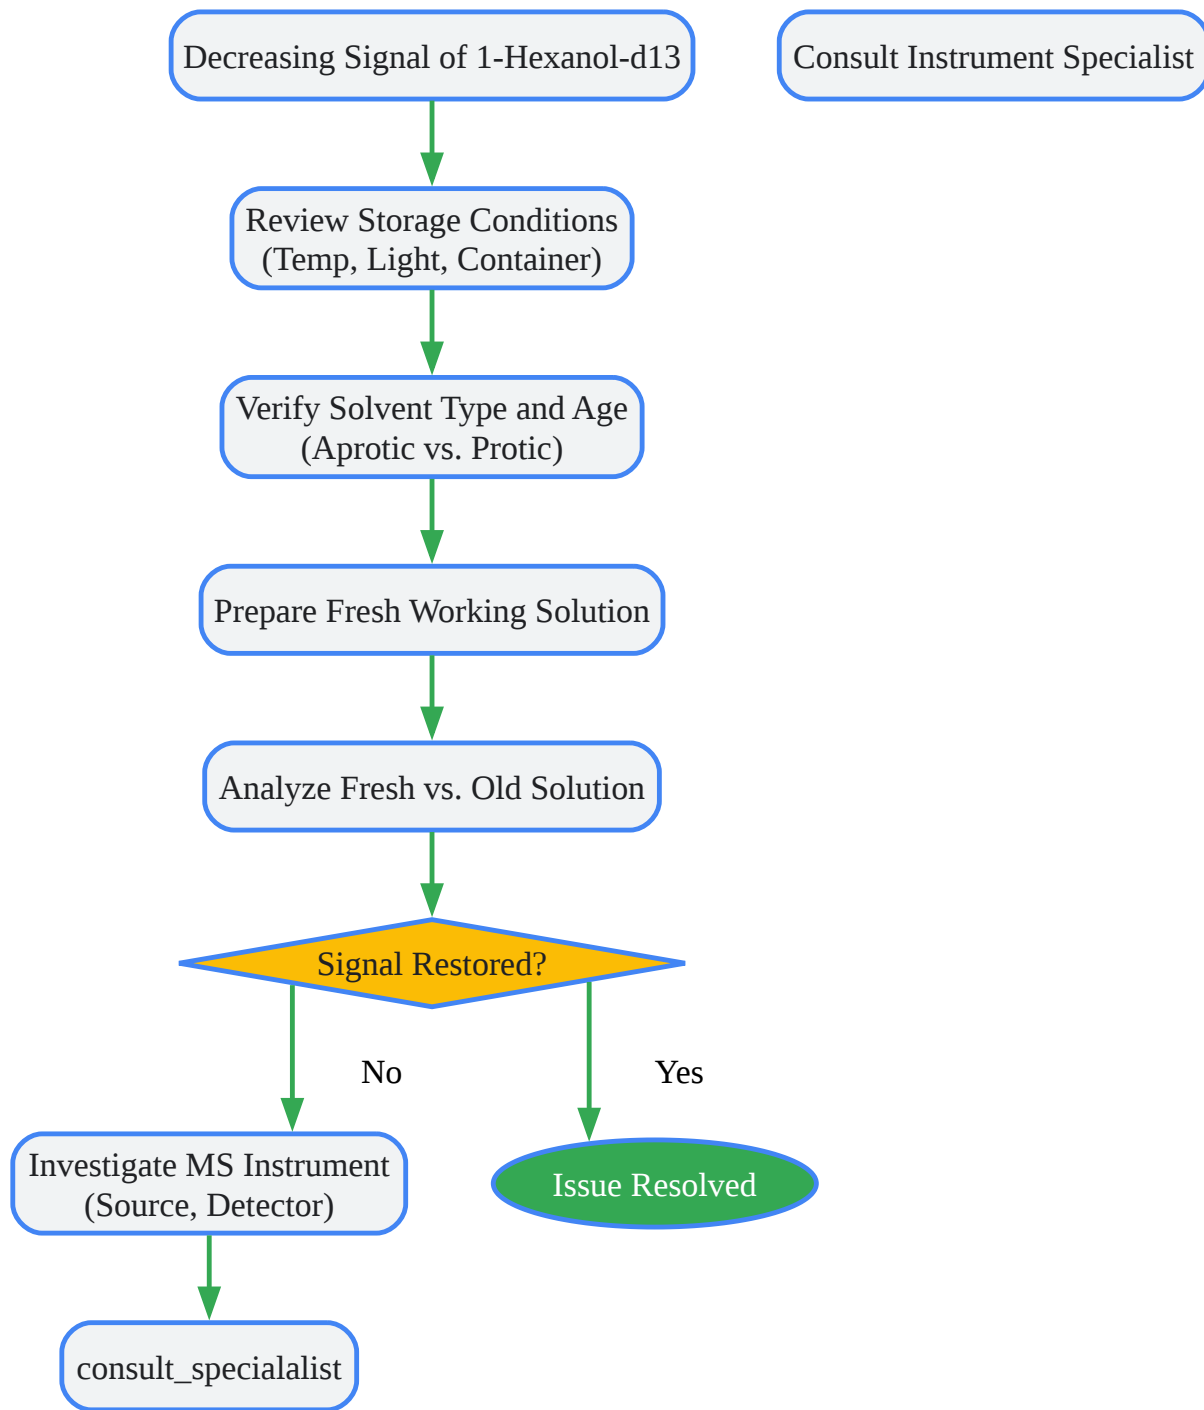 Decreasing Signal of 1-Hexanol-d13
Consult Instrument Specialist
Review Storage Conditions
(Temp, Light, Container)
Verify Solvent Type and Age
(Aprotic vs. Protic)
Prepare Fresh Working Solution
Analyze Fresh vs. Old Solution
Signal Restored?
No
Yes
Investigate MS Instrument
(Source, Detector)
Issue Resolved
consult_specialalist